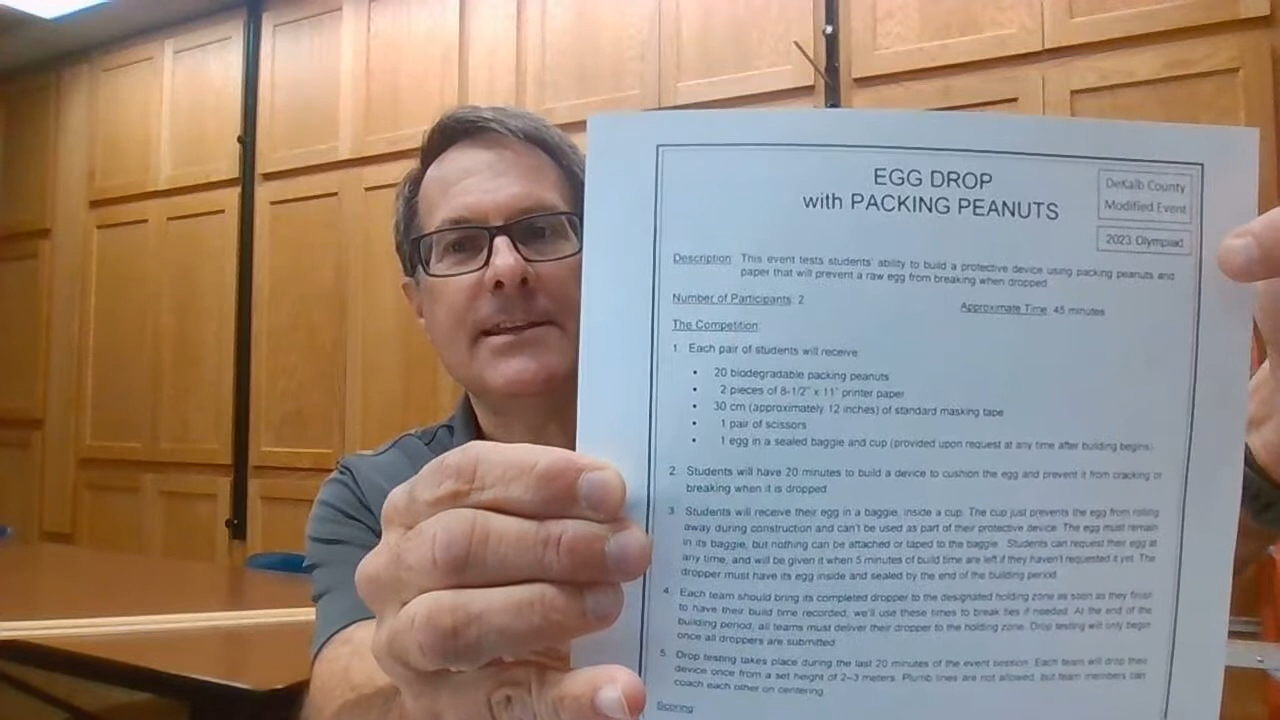 EGG DROP
with PACKING PEANUTS
DeKalb County
Modified Event
2023 Olympiad
Description: This event tests students' ability to build a protective device using packing peanuts and
paper that will prevent a raw egg from breaking when dropped
Number of Participants: 2
Approximate Time: 45 minutes
The Competition:
1. Each pair of students will receive
• 20 biodegradable packing peanuts
• 2 pieces of 8-1/2" x 11" printer paper
• 30 cm (approximately 12 inches) of standard masking tape
• 1 pair of scissors
• 1 egg in a sealed baggie and cup (provided upon request at any time after building begins)
2. Students will have 20 minutes to build a device to cushion the egg and prevent it from cracking or
breaking when it is dropped
3. Students will receive their egg in a baggie, inside a cup. The cup just prevents the egg from rolling
away during construction and can't be used as part of their protective device. The egg must remain
in its baggie, but nothing can be attached or taped to the baggie. Students can request their egg at
any time, and will be given it when 5 minutes of build time are left if they haven't requested it yet. The
dropper must have its egg inside and sealed by the end of the building period.
4. Each team should bring its completed dropper to the designated holding zone as soon as they finish
to have their build time recorded, we'll use these times to break ties if needed. At the end of the
building period, all teams must deliver their dropper to the holding zone. Drop testing will only begin
once all droppers are submitted.
5. Drop testing takes place during the last 20 minutes of the event session. Each team will drop their
device once from a set height of 2–3 meters. Plumb lines are not allowed, but team members can
coach each other on centering.
Scoring: